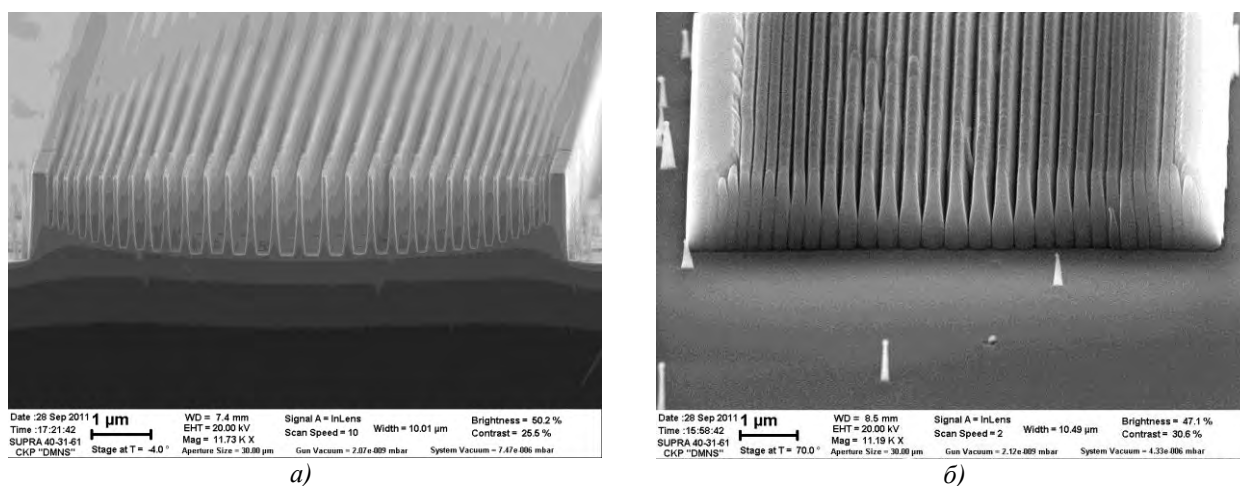 Date :28 Sep 2011
Time :17:21:42
SUPRA 40-31-61
CKP "DMNS"
1 µm
Stage at T = -4.0 °
WD = 7.4 mm
EHT = 20.00 kV
Mag = 11.73 K X
Aperture Size = 30.00 µm
Signal A = InLens
Scan Speed = 10
Width = 10.01 µm
Gun Vacuum = 2.07e-009 mbar
Brightness = 50.2 %
Contrast = 25.5 %
System Vacuum = 7.47e-006 mbar
а)
Date :28 Sep 2011
Time :15:58:42
SUPRA 40-31-61
CKP "DMNS"
1 µm
Stage at T = 70.0 °
WD = 8.5 mm
EHT = 20.00 kV
Mag = 11.19 K X
Aperture Size = 30.00 µm
Signal A = InLens
Scan Speed = 2
Width = 10.49 µm
Gun Vacuum = 2.12e-009 mbar
Brightness = 47.1 %
Contrast = 30.6 %
System Vacuum = 4.33e-006 mbar
б)